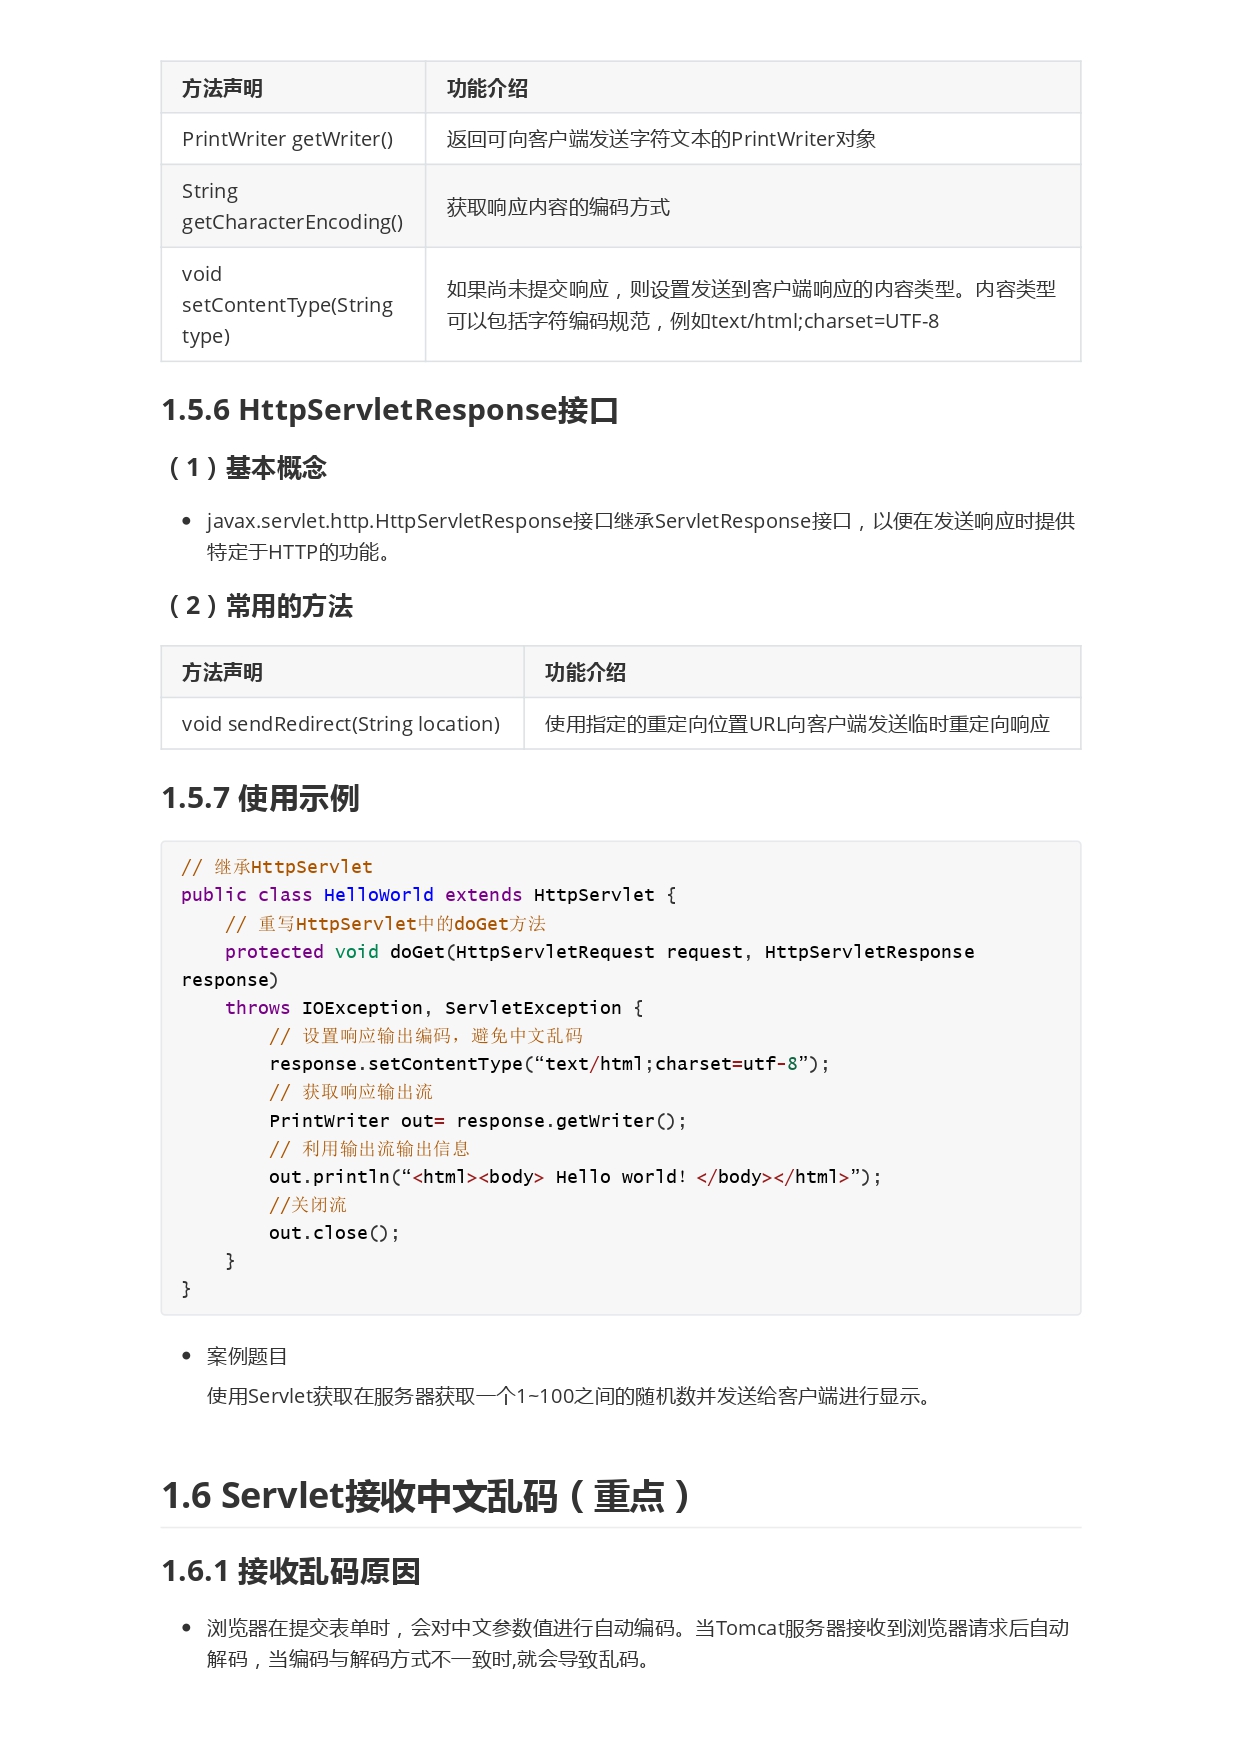 方法声明 功能介绍
PrintWriter getWriter() 返回可向客户端发送字符文本的PrintWriter对象
String
getCharacterEncoding() 获取响应内容的编码方式
void
setContentType(String
type) 如果尚未提交响应，则设置发送到客户端响应的内容类型。内容类型
可以包括字符编码规范，例如text/html;charset=UTF-8
1.5.6 HttpServletResponse接口
（1）基本概念
• javax.servlet.http.HttpServletResponse接口继承ServletResponse接口，以便在发送响应时提供
特定于HTTP的功能。
（2）常用的方法
方法声明 功能介绍
void sendRedirect(String location) 使用指定的重定向位置URL向客户端发送临时重定向响应
1.5.7 使用示例
// 继承HttpServlet
public class HelloWorld extends HttpServlet {
    // 重写HttpServlet中的doGet方法
    protected void doGet(HttpServletRequest request, HttpServletResponse
response)
    throws IOException, ServletException {
        // 设置响应输出编码，避免中文乱码
        response.setContentType(“text/html;charset=utf-8”);
        // 获取响应输出流
        PrintWriter out= response.getWriter();
        // 利用输出流输出信息
        out.println(“<html><body> Hello world! </body></html>”);
        //关闭流
        out.close();
    }
}
• 案例题目
使用Servlet获取在服务器获取一个1~100之间的随机数并发送给客户端进行显示。
1.6 Servlet接收中文乱码（重点）
1.6.1 接收乱码原因
• 浏览器在提交表单时，会对中文参数值进行自动编码。当Tomcat服务器接收到浏览器请求后自动
解码，当编码与解码方式不一致时,就会导致乱码。